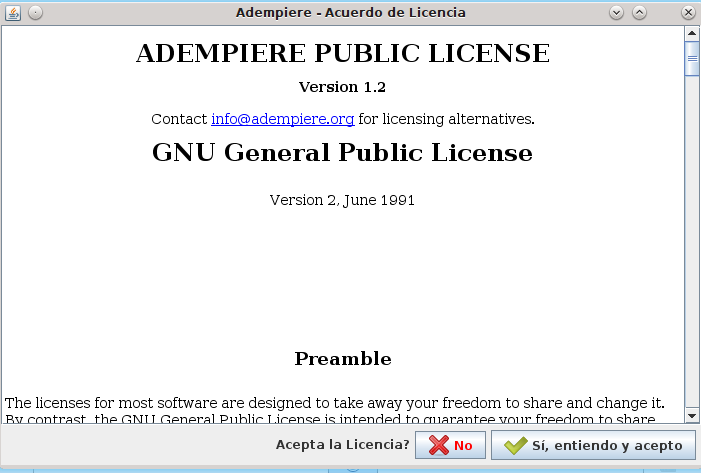 Adempiere - Acuerdo de Licencia
ADEMPIERE PUBLIC LICENSE
Version 1.2
Contact info@adempiere.org for licensing alternatives.
GNU General Public License
Version 2, June 1991
Preamble
The licenses for most software are designed to take away your freedom to share and change it.
By contrast, the GNU General Public License is intended to guarantee your freedom to share
Acepta la Licencia? No Sí, entiendo y acepto